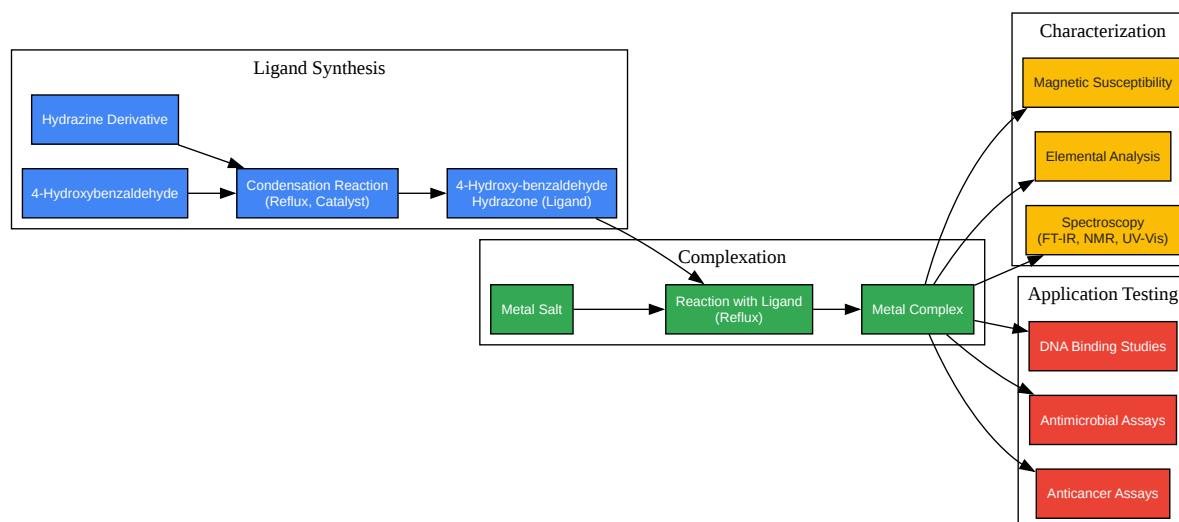 Ligand Synthesis
Hydrazine Derivative
4-Hydroxybenzaldehyde
Condensation Reaction
(Reflux, Catalyst)
4-Hydroxy-benzaldehyde
Hydrazone (Ligand)
Complexation
Metal Salt
Reaction with Ligand
(Reflux)
Metal Complex
Characterization
Magnetic Susceptibility
Elemental Analysis
Spectroscopy
(FT-IR, NMR, UV-Vis)
Application Testing
DNA Binding Studies
Antimicrobial Assays
Anticancer Assays